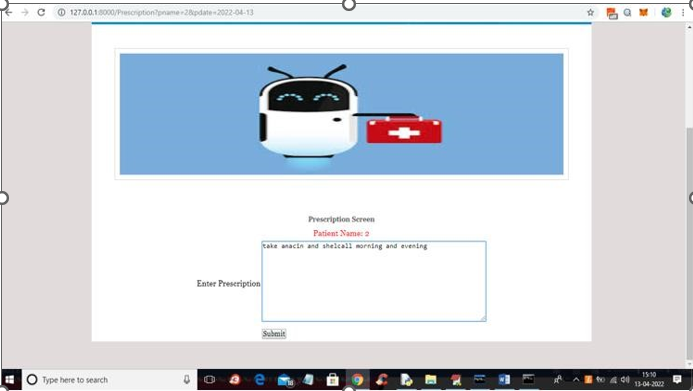 127.0.0.1:8000/Prescription?pname=2&pdate=2022-04-13
Prescription Screen
Patient Name: 2
take anacin and shelcall morning and evening
Enter Prescription
Submit
Type here to search
15:10
13-04-2022